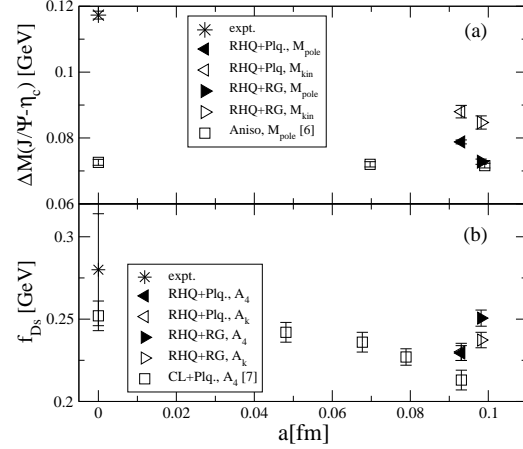 0.12
0.1
0.08
0.06
ΔM(J/Ψ-η_c) [GeV]
(a)
expt.
RHQ+Plq., M_pole
RHQ+Plq, M_kin
RHQ+RG, M_pole
RHQ+RG, M_kin
Aniso, M_pole [6]
0.3
0.25
0.2
f_Ds [GeV]
(b)
expt.
RHQ+Plq., A_4
RHQ+Plq., A_k
RHQ+RG, A_4
RHQ+RG, A_k
CL+Plq., A_4 [7]
0 0.02 0.04 0.06 0.08 0.1
a[fm]